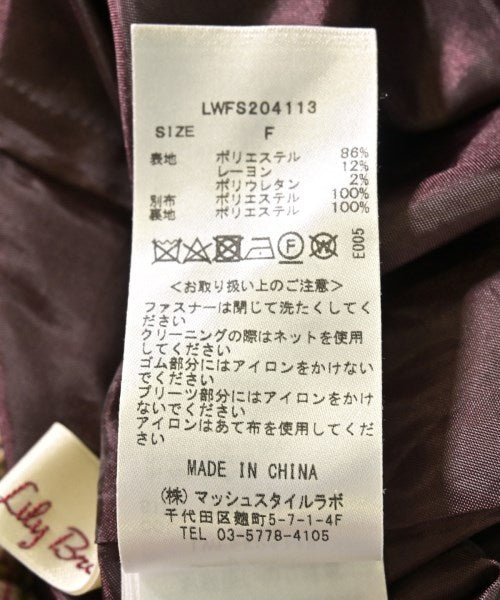 LWFS204113
SIZE F
表地 ポリエステル 86%
レーヨン 12%
ポリウレタン 2%
別布 ポリエステル 100%
裏地 ポリエステル 100%
F W E005
<お取り扱い上のご注意>
ファスナーは閉じて洗たくしてく
ださい
クリーニングの際はネットを使用
してください
ゴム部分にはアイロンをかけない
でください
プリーツ部分にはアイロンをかけ
ないでください
アイロンはあて布を使用してくだ
さい
MADE IN CHINA
(株) マッシュスタイルラボ
千代田区麹町5-7-1-4F
TEL 03-5778-4105
Lily